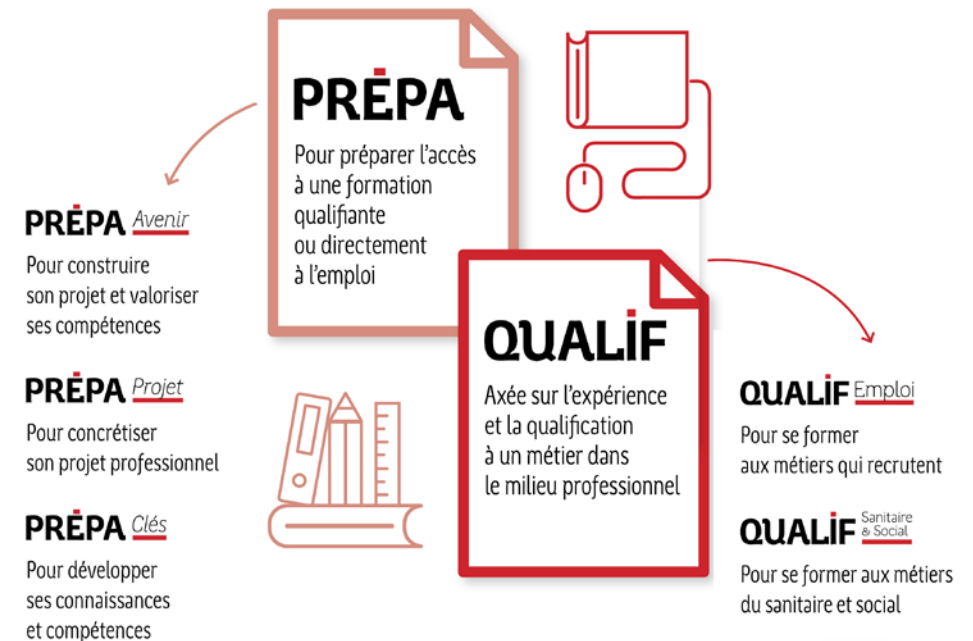 PRÉPA
Pour préparer l'accès
à une formation
qualifiante
ou directement
à l'emploi
PRÉPA Avenir
Pour construire
son projet et valoriser
ses compétences
PRÉPA Projet
Pour concrétiser
son projet professionnel
PRÉPA Clés
Pour développer
ses connaissances
et compétences
QUALIF
Axée sur l'expérience
et la qualification
à un métier dans
le milieu professionnel
QUALIF Emploi
Pour se former
aux métiers qui recrutent
QUALIF Sanitaire
& Social
Pour se former aux métiers
du sanitaire et social